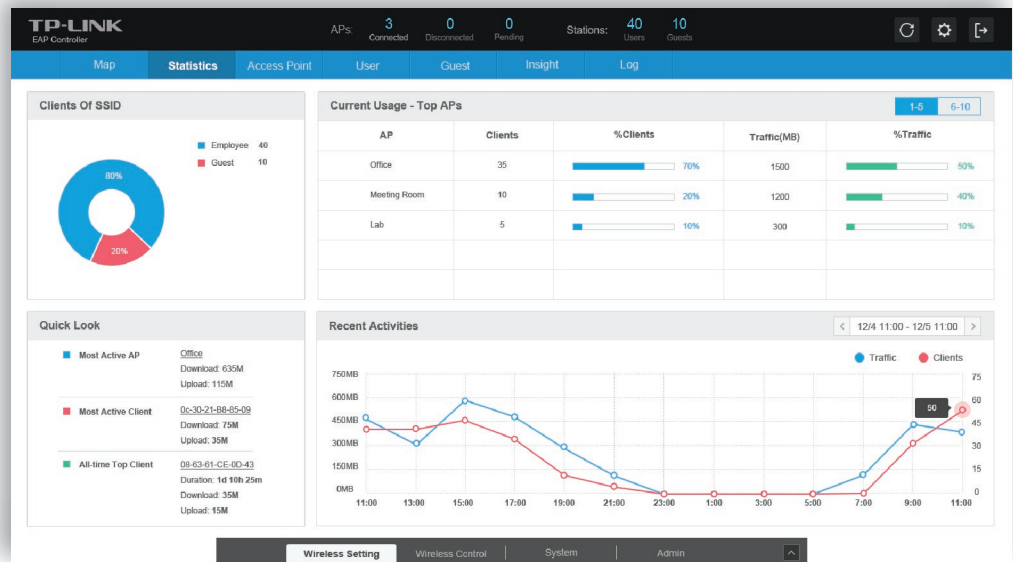 TP-LINK
EAP Controller
APs: 3 Connected 0 Disconnected 0 Pending Stations: 40 Users 10 Guests
Map Statistics Access Point User Guest Insight Log
Clients Of SSID
Employee 40
Guest 10
80%
20%
Current Usage - Top APs 1-5 6-10
AP Clients %Clients Traffic(MB) %Traffic
Office 35 70% 1500 50%
Meeting Room 10 20% 1200 40%
Lab 5 10% 300 10%
Quick Look
Most Active AP Office
Download: 635M
Upload: 115M
Most Active Client 0c-30-21-B8-85-09
Download: 75M
Upload: 35M
All-time Top Client 08-63-61-CE-0D-43
Duration: 1d 10h 25m
Download: 35M
Upload: 15M
Recent Activities < 12/4 11:00 - 12/5 11:00 >
Traffic Clients
750MB 75
600MB 60
50
450MB 45
300MB 30
150MB 15
0MB 0
11:00 13:00 15:00 17:00 19:00 21:00 23:00 1:00 3:00 5:00 7:00 9:00 11:00
Wireless Setting Wireless Control System Admin